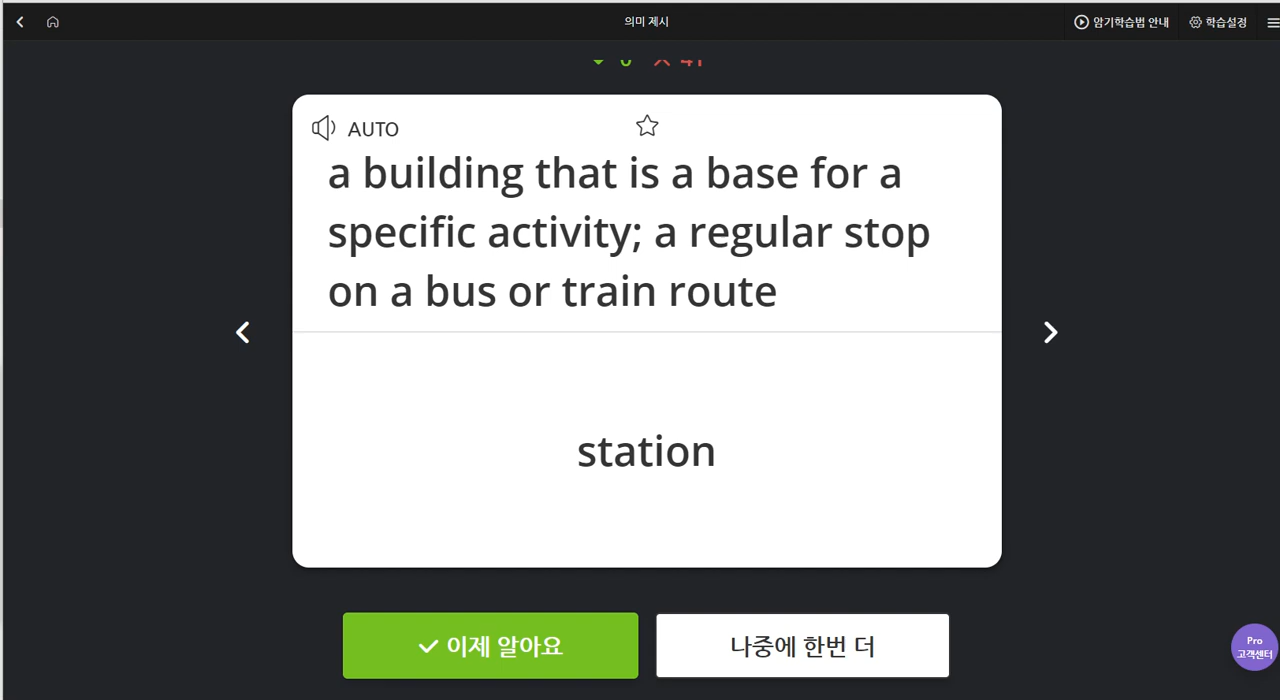 의미 제시
암기학습법 안내
학습설정
AUTO
a building that is a base for a
specific activity; a regular stop
on a bus or train route
station
이제 알아요
나중에 한번 더
Pro
고객센터